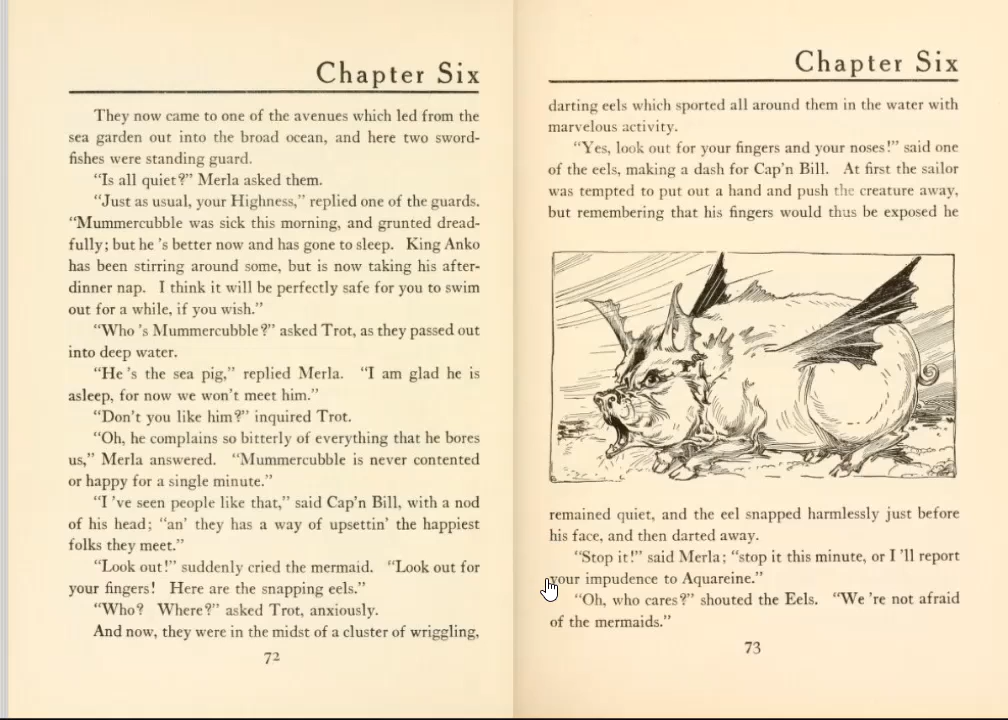 Chapter Six
They now came to one of the avenues which led from the
sea garden out into the broad ocean, and here two sword-
fishes were standing guard.
“Is all quiet?” Merla asked them.
“Just as usual, your Highness,” replied one of the guards.
“Mummercubble was sick this morning, and grunted dread-
fully; but he ’s better now and has gone to sleep. King Anko
has been stirring around some, but is now taking his after-
dinner nap. I think it will be perfectly safe for you to swim
out for a while, if you wish.”
“Who ’s Mummercubble?” asked Trot, as they passed out
into deep water.
“He ’s the sea pig,” replied Merla. “I am glad he is
asleep, for now we won’t meet him.”
“Don’t you like him?” inquired Trot.
“Oh, he complains so bitterly of everything that he bores
us,” Merla answered. “Mummercubble is never contented
or happy for a single minute.”
“I ’ve seen people like that,” said Cap’n Bill, with a nod
of his head; “an’ they has a way of upsettin’ the happiest
folks they meet.”
“Look out!” suddenly cried the mermaid. “Look out for
your fingers! Here are the snapping eels.”
“Who? Where?” asked Trot, anxiously.
And now, they were in the midst of a cluster of wriggling,
72
Chapter Six
darting eels which sported all around them in the water with
marvelous activity.
“Yes, look out for your fingers and your noses!” said one
of the eels, making a dash for Cap’n Bill. At first the sailor
was tempted to put out a hand and push the creature away,
but remembering that his fingers would thus be exposed he
remained quiet, and the eel snapped harmlessly just before
his face, and then darted away.
“Stop it!” said Merla; “stop it this minute, or I ’ll report
your impudence to Aquareine.”
“Oh, who cares?” shouted the Eels. “We ’re not afraid
of the mermaids.”
73